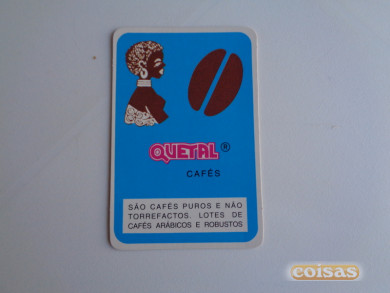 QUETAL ®
CAFÉS
SÃO CAFÉS PUROS E NÃO
TORREFACTOS. LOTES DE
CAFÉS ARÁBICOS E ROBUSTOS
coisas